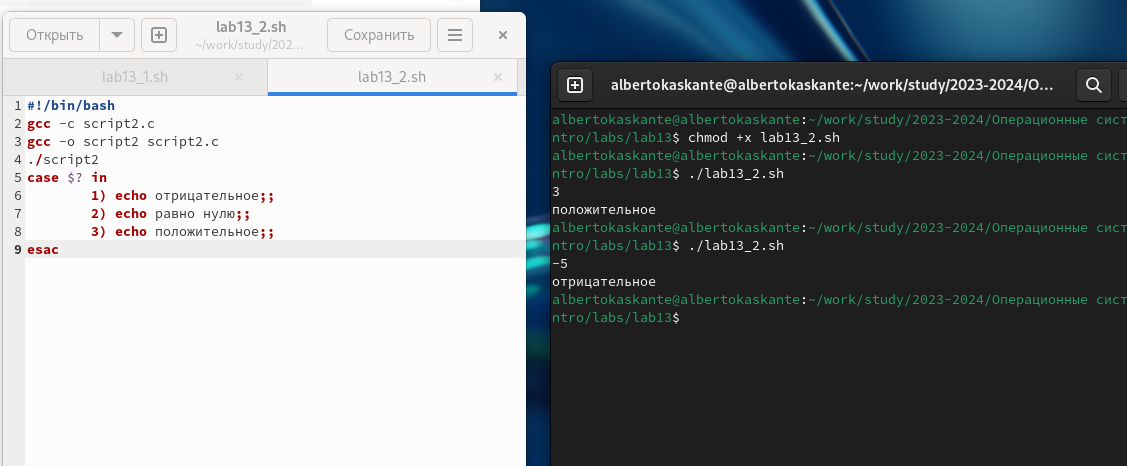 Открыть
lab13_2.sh
~/work/study/202…
Сохранить
lab13_1.sh
lab13_2.sh
1 #!/bin/bash
2 gcc -c script2.c
3 gcc -o script2 script2.c
4 ./script2
5 case $? in
6 1) echo отрицательное;;
7 2) echo равно нулю;;
8 3) echo положительное;;
9 esac
albertokaskante@albertokaskante:~/work/study/2023-2024/О…
albertokaskante@albertokaskante:~/work/study/2023-2024/Операционные сист
ntro/labs/lab13$ chmod +x lab13_2.sh
albertokaskante@albertokaskante:~/work/study/2023-2024/Операционные сист
ntro/labs/lab13$ ./lab13_2.sh
3
положительное
albertokaskante@albertokaskante:~/work/study/2023-2024/Операционные сист
ntro/labs/lab13$ ./lab13_2.sh
-5
отрицательное
albertokaskante@albertokaskante:~/work/study/2023-2024/Операционные сист
ntro/labs/lab13$